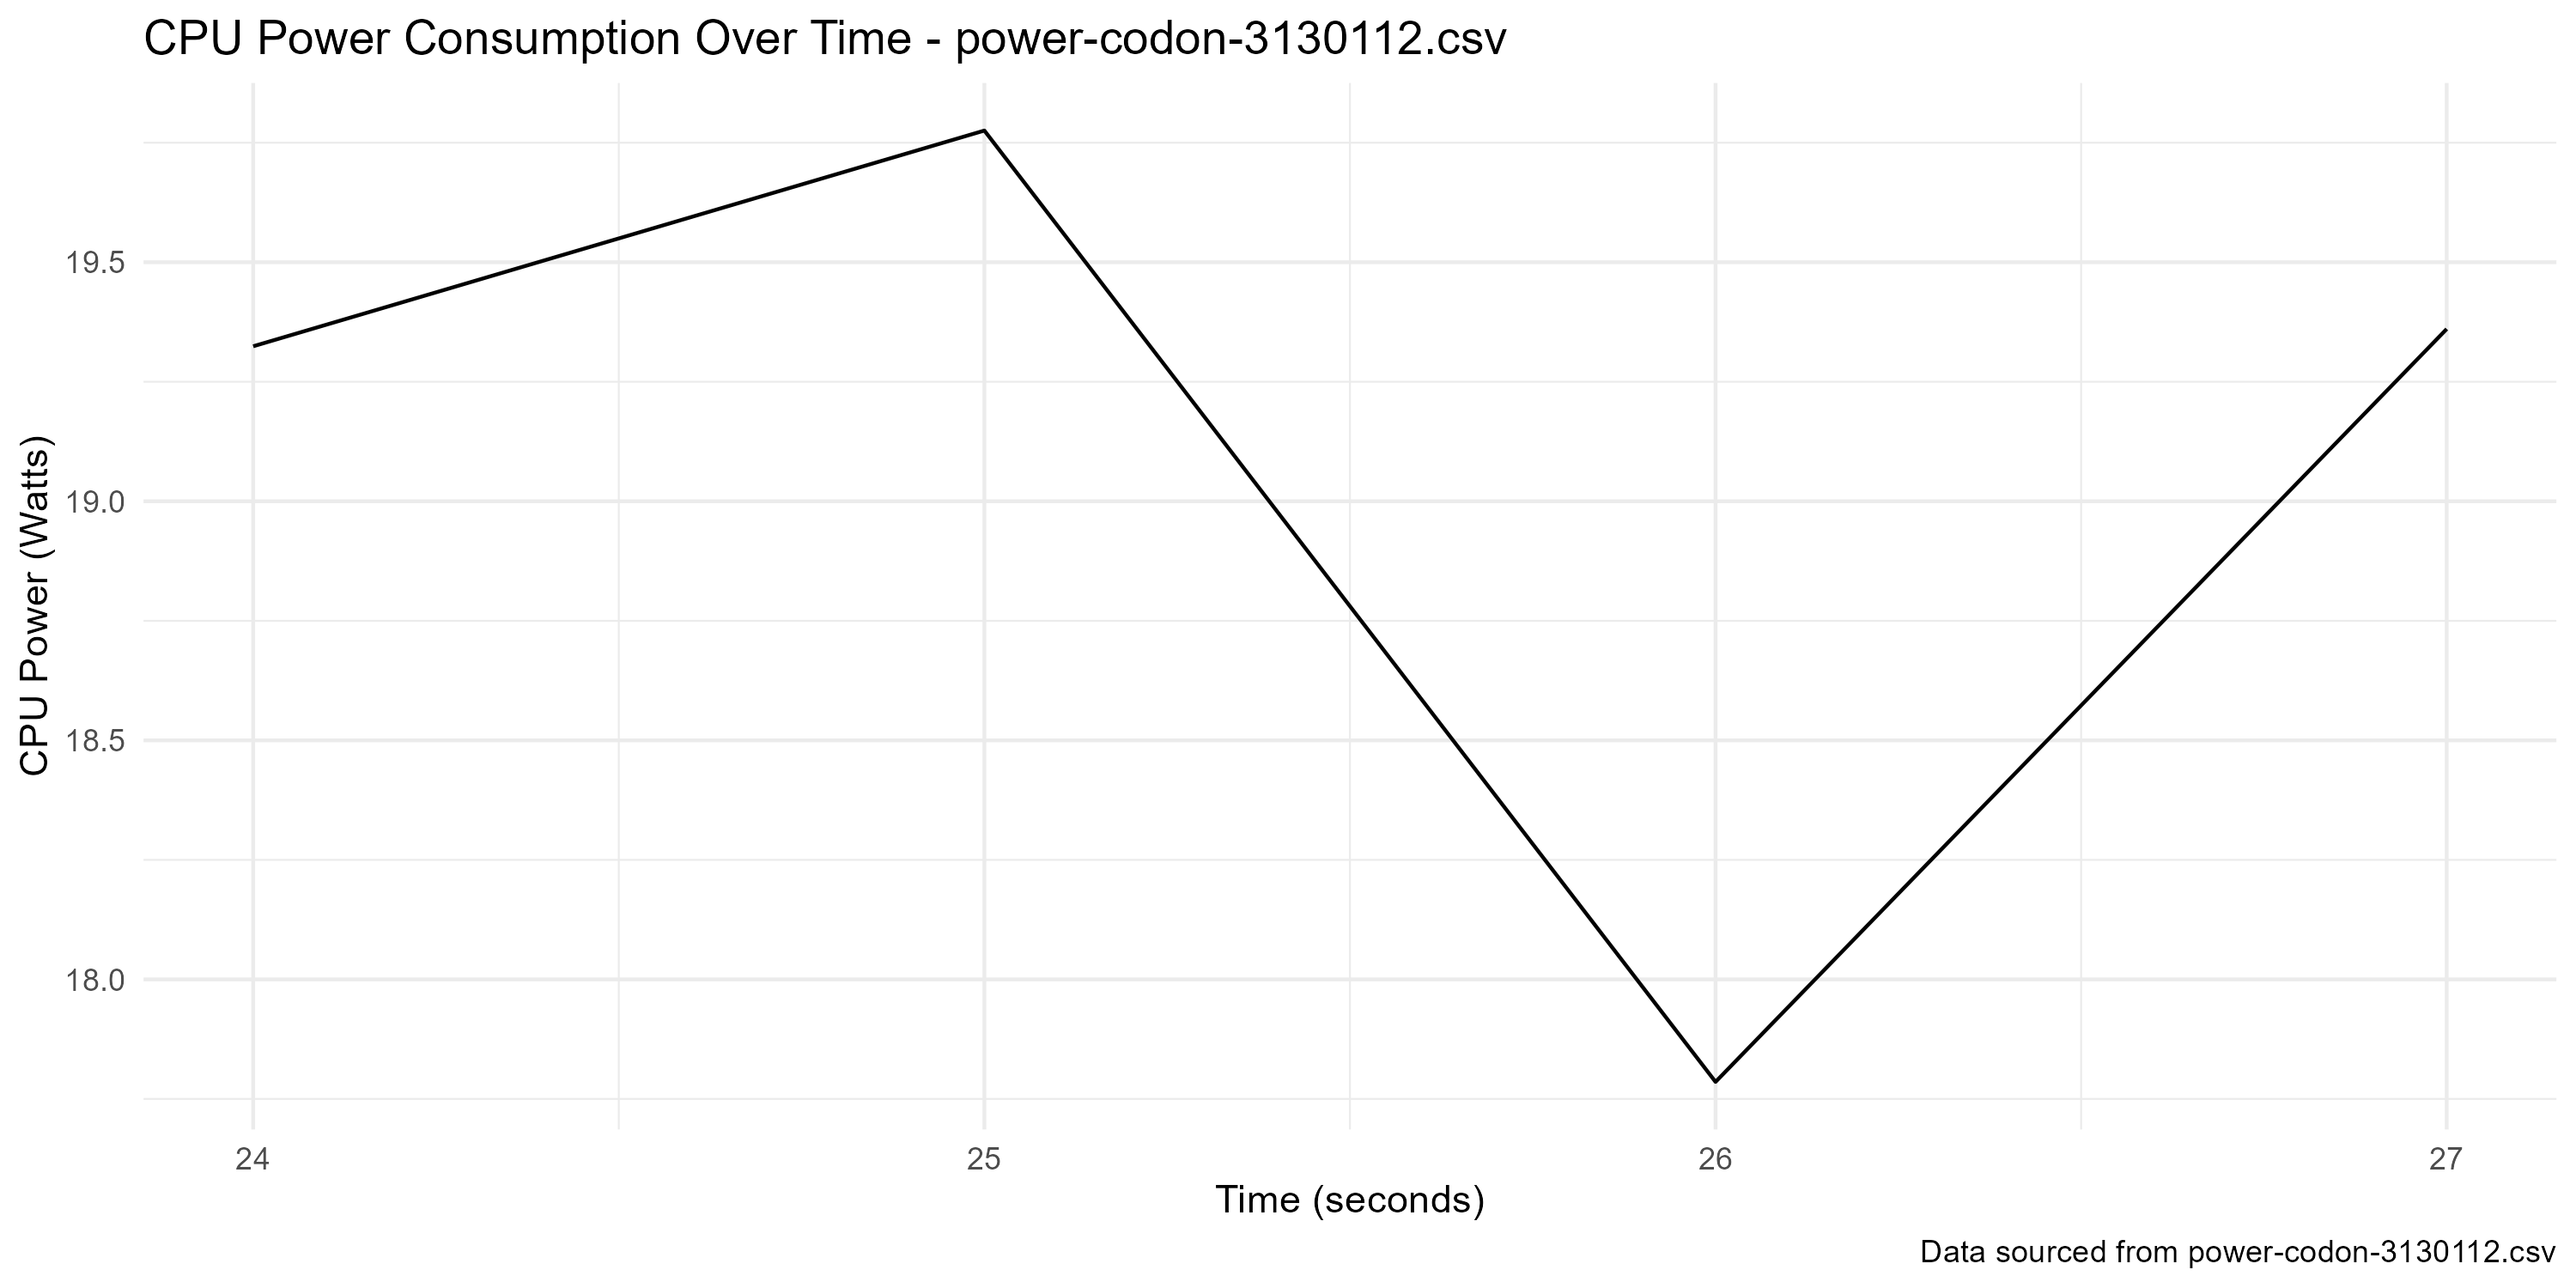 CPU Power Consumption Over Time - power-codon-3130112.csv
CPU Power (Watts)
19.5
19.0
18.5
18.0
24
25
26
27
Time (seconds)
Data sourced from power-codon-3130112.csv